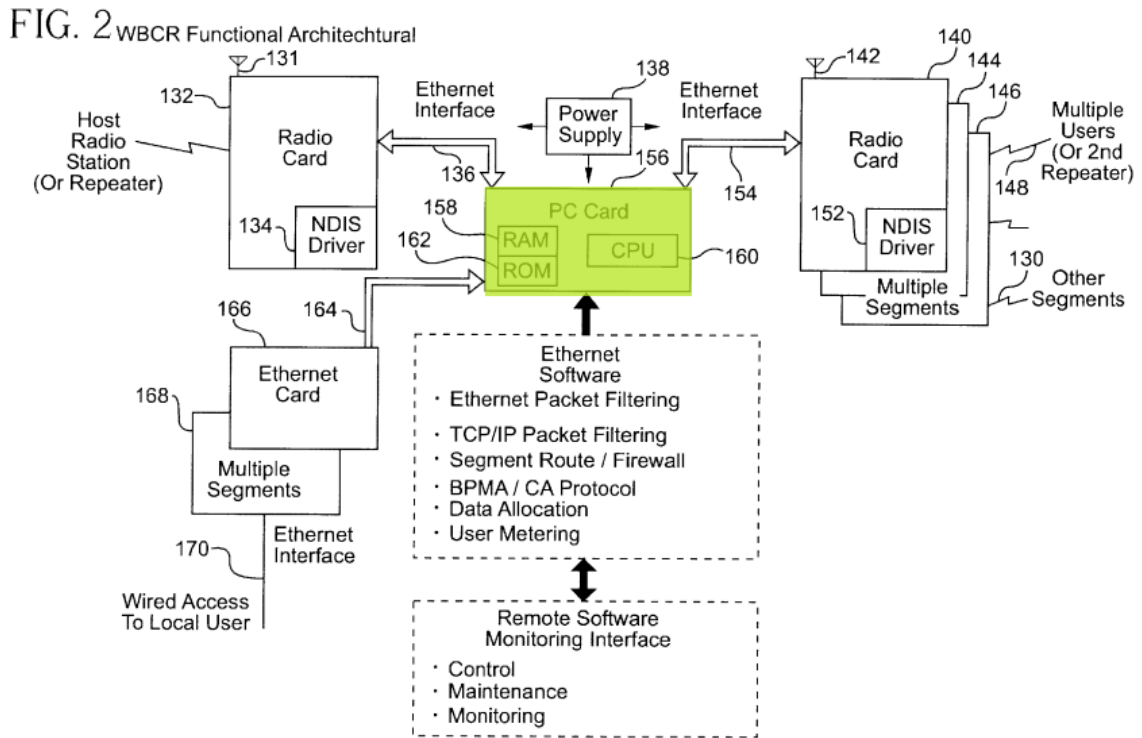 FIG. 2 WBCR Functional Architechtural
131
132
Host
Radio
Station
(Or Repeater)
Radio
Card
134
NDIS
Driver
Ethernet
Interface
136
138
Power
Supply
Ethernet
Interface
154
156
PC Card
158
RAM
162
ROM
CPU
160
142
140
144
146
Radio
Card
152
NDIS
Driver
Multiple
Segments
Multiple
Users
(Or 2nd
Repeater)
148
130
Other
Segments
164
166
Ethernet
Card
168
Multiple
Segments
Ethernet
Interface
170
Wired Access
To Local User
Ethernet
Software
· Ethernet Packet Filtering
· TCP/IP Packet Filtering
· Segment Route / Firewall
· BPMA / CA Protocol
· Data Allocation
· User Metering
Remote Software
Monitoring Interface
· Control
· Maintenance
· Monitoring